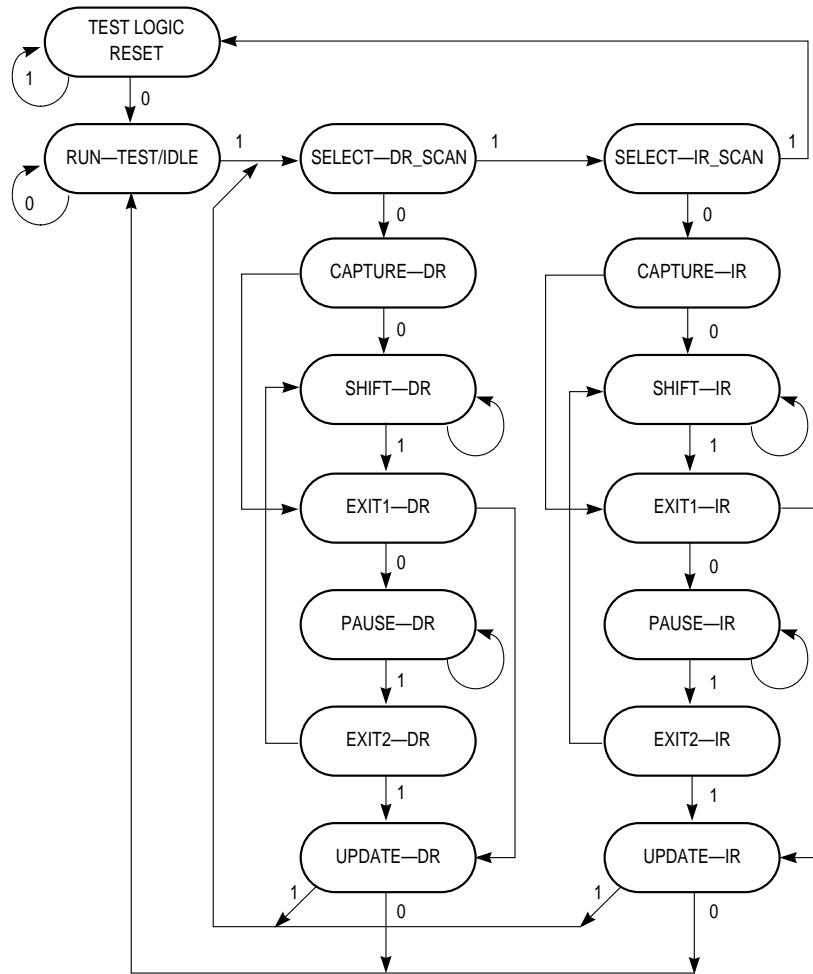 TEST LOGIC
RESET
1
0
RUN—TEST/IDLE
1
SELECT—DR_SCAN
1
SELECT—IR_SCAN
1
0
0
0
CAPTURE—DR
CAPTURE—IR
0
0
SHIFT—DR
SHIFT—IR
1
1
EXIT1—DR
EXIT1—IR
0
0
PAUSE—DR
PAUSE—IR
1
1
EXIT2—DR
EXIT2—IR
1
1
UPDATE—DR
UPDATE—IR
1
0
1
0